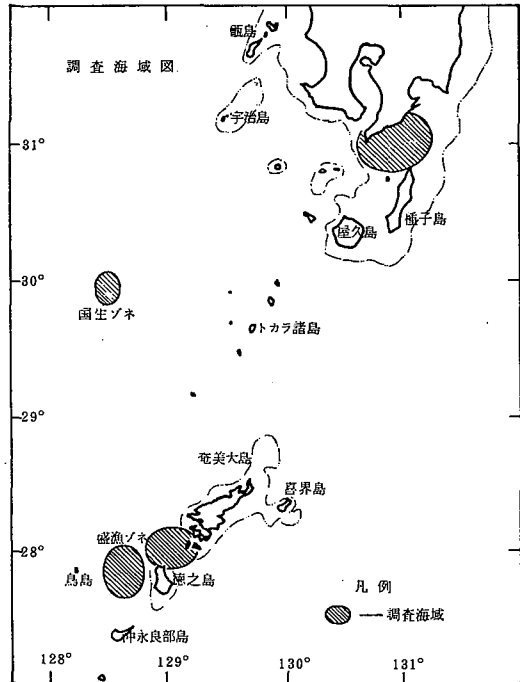 甑島
調査海域図
宇治島
31°
種子島
屋久島
30°
国生ゾネ
トカラ諸島
29°
奄美大島
喜界島
盛漁ゾネ
28°
鳥島
徳之島
凡例
調査海域
沖永良部島
128°
129°
130°
131°